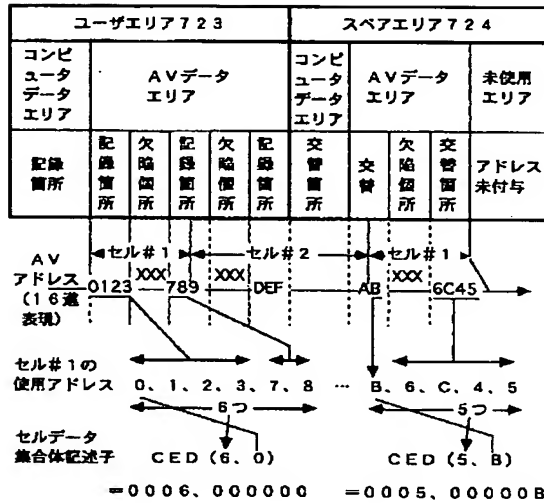 ユーザエリア723
スペアエリア724
コンピュータデータエリア
AVデータエリア
コンピュータデータエリア
AVデータエリア
未使用エリア
記録箇所
記録箇所
欠陥個所
記録箇所
欠陥個所
記録箇所
交替箇所
交替
欠陥個所
交替箇所
アドレス未付与
セル#1
セル#2
セル#1
AVアドレス(16進表現)
0123
XXX
789
XXX
DEF
AB
XXX
6C45
セル#1の使用アドレス
0、1、2、3、7、8 … B、6、C、4、5
6つ
5つ
セルデータ集合体記述子
CED(6、0)
CED(5、B)
=0006、000000
=0005、00000B